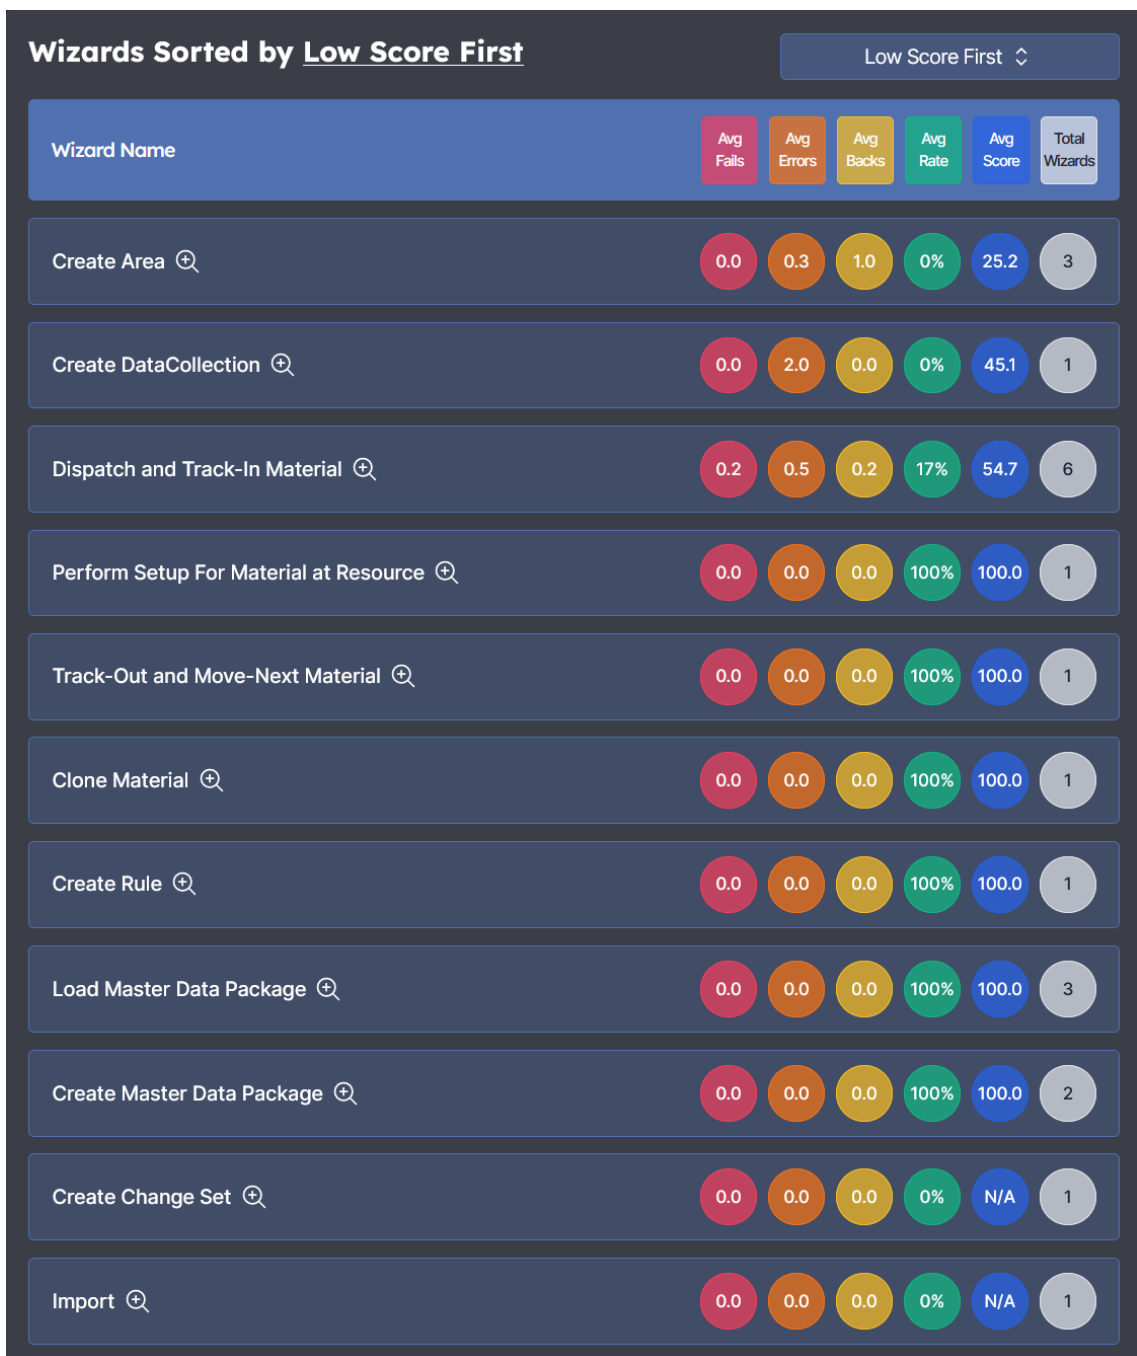 Wizards Sorted by Low Score First
Low Score First
Wizard Name
Avg Fails
Avg Errors
Avg Backs
Avg Rate
Avg Score
Total Wizards
Create Area 0.0 0.3 1.0 0% 25.2 3
Create DataCollection 0.0 2.0 0.0 0% 45.1 1
Dispatch and Track-In Material 0.2 0.5 0.2 17% 54.7 6
Perform Setup For Material at Resource 0.0 0.0 0.0 100% 100.0 1
Track-Out and Move-Next Material 0.0 0.0 0.0 100% 100.0 1
Clone Material 0.0 0.0 0.0 100% 100.0 1
Create Rule 0.0 0.0 0.0 100% 100.0 1
Load Master Data Package 0.0 0.0 0.0 100% 100.0 3
Create Master Data Package 0.0 0.0 0.0 100% 100.0 2
Create Change Set 0.0 0.0 0.0 0% N/A 1
Import 0.0 0.0 0.0 0% N/A 1